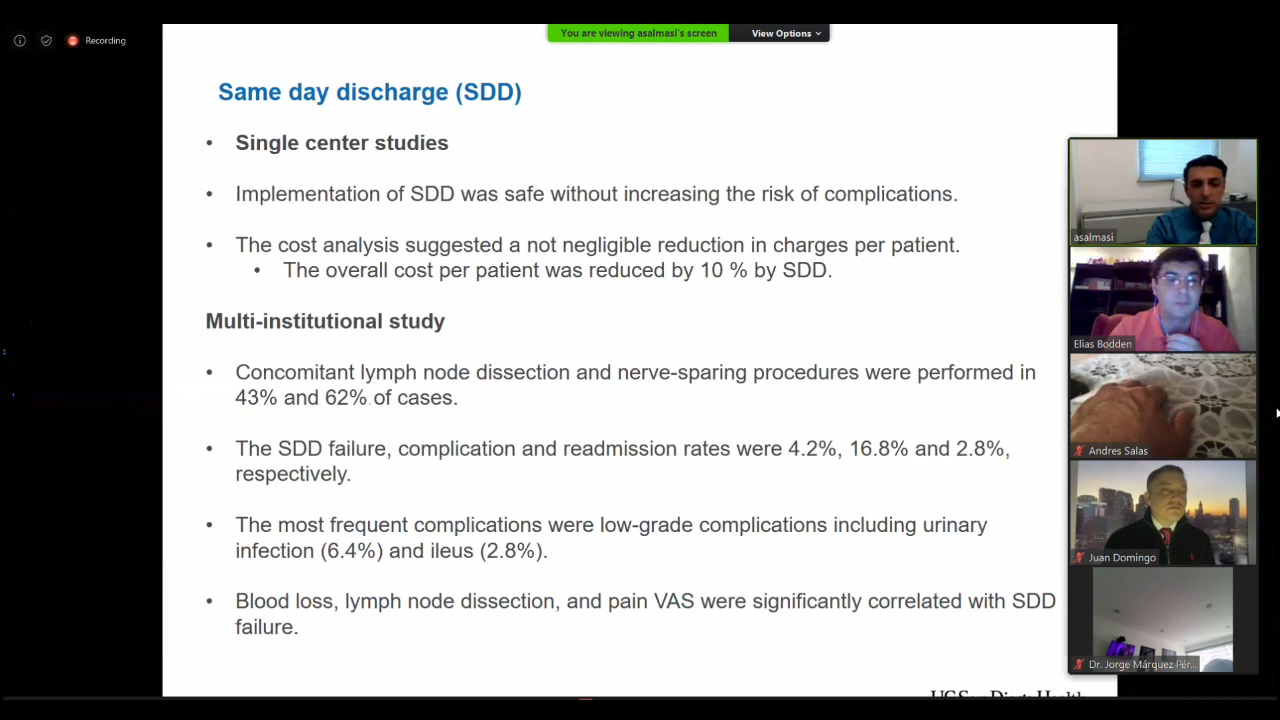 Recording
You are viewing asalmasi's screen
View Options
Same day discharge (SDD)
• Single center studies
• Implementation of SDD was safe without increasing the risk of complications.
• The cost analysis suggested a not negligible reduction in charges per patient.
• The overall cost per patient was reduced by 10 % by SDD.
Multi-institutional study
• Concomitant lymph node dissection and nerve-sparing procedures were performed in
43% and 62% of cases.
• The SDD failure, complication and readmission rates were 4.2%, 16.8% and 2.8%,
respectively.
• The most frequent complications were low-grade complications including urinary
infection (6.4%) and ileus (2.8%).
• Blood loss, lymph node dissection, and pain VAS were significantly correlated with SDD
failure.
UC San Diego Health
asalmasi
Elias Bodden
Andres Salas
Juan Domingo
Dr. Jorge Márquez Pér...